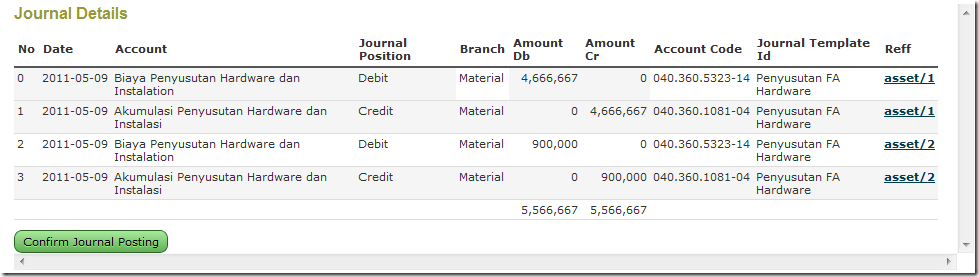 Journal Details
No Date Account Journal Position Branch Amount Db Amount Cr Account Code Journal Template Id Reff
0 2011-05-09 Biaya Penyusutan Hardware dan Instalation Debit Material 4,666,667 0 040.360.5323-14 Penyusutan FA Hardware asset/1
1 2011-05-09 Akumulasi Penyusutan Hardware dan Instalasi Credit Material 0 4,666,667 040.360.1081-04 Penyusutan FA Hardware asset/1
2 2011-05-09 Biaya Penyusutan Hardware dan Instalation Debit Material 900,000 0 040.360.5323-14 Penyusutan FA Hardware asset/2
3 2011-05-09 Akumulasi Penyusutan Hardware dan Instalasi Credit Material 0 900,000 040.360.1081-04 Penyusutan FA Hardware asset/2
5,566,667 5,566,667
Confirm Journal Posting